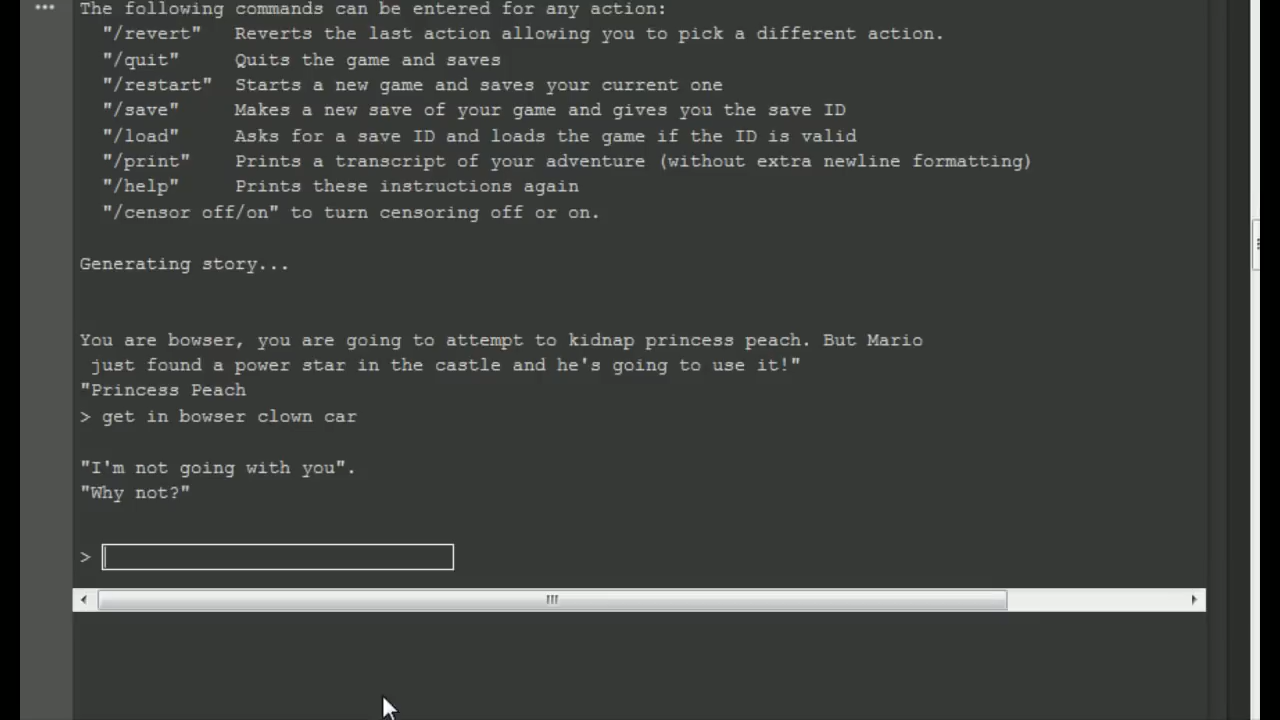 The following commands can be entered for any action:
"/revert" Reverts the last action allowing you to pick a different action.
"/quit" Quits the game and saves
"/restart" Starts a new game and saves your current one
"/save" Makes a new save of your game and gives you the save ID
"/load" Asks for a save ID and loads the game if the ID is valid
"/print" Prints a transcript of your adventure (without extra newline formatting)
"/help" Prints these instructions again
"/censor off/on" to turn censoring off or on.
Generating story...
You are bowser, you are going to attempt to kidnap princess peach. But Mario
just found a power star in the castle and he's going to use it!"
"Princess Peach
> get in bowser clown car
"I'm not going with you".
"Why not?"
>